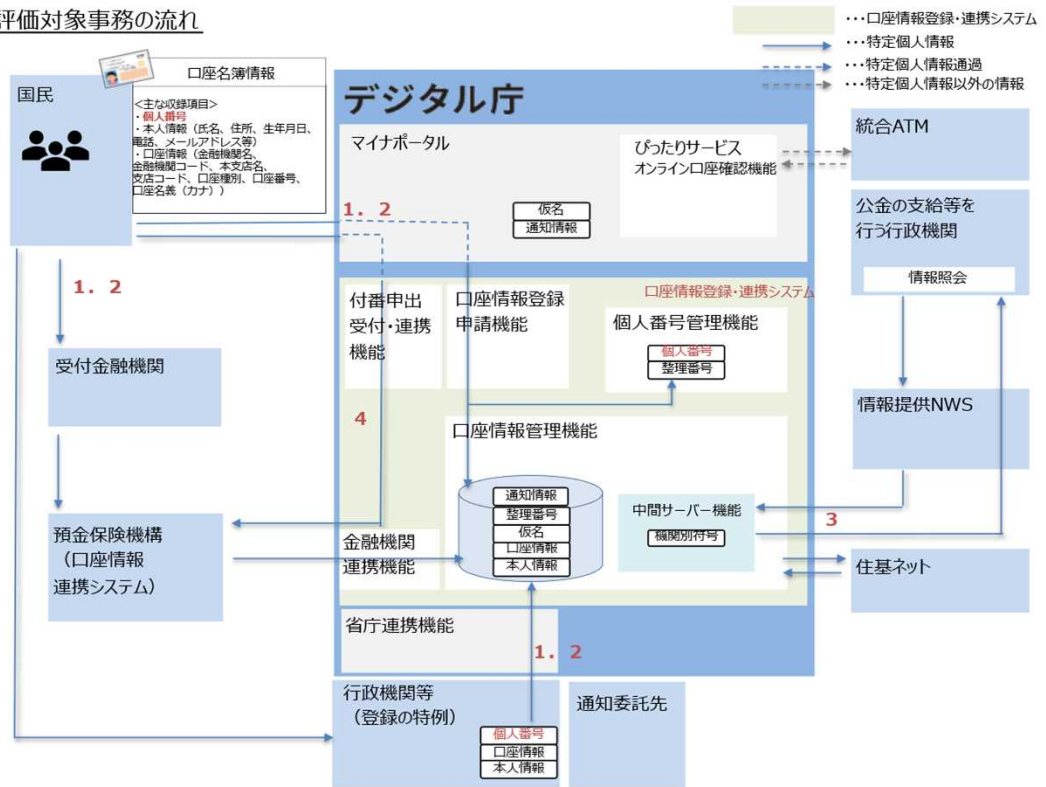 評価対象事務の流れ
・・・口座情報登録・連携システム
・・・特定個人情報
・・・特定個人情報通過
・・・特定個人情報以外の情報
国民
口座名簿情報
<主な収録項目>
・個人番号
・本人情報（氏名、住所、生年月日、
電話、メールアドレス等）
・口座情報（金融機関名、
金融機関コード、本支店名、
支店コード、口座種別、口座番号、
口座名義（カナ））
デジタル庁
マイナポータル
ぴったりサービス
オンライン口座確認機能
仮名
通知情報
統合ATM
公金の支給等を
行う行政機関
情報照会
1．2
1．2
付番申出
受付・連携
機能
口座情報登録
申請機能
口座情報登録・連携システム
個人番号管理機能
個人番号
整理番号
受付金融機関
情報提供NWS
4
口座情報管理機能
通知情報
整理番号
仮名
口座情報
本人情報
中間サーバー機能
機関別符号
3
預金保険機構
（口座情報
連携システム）
金融機関
連携機能
住基ネット
省庁連携機能
1．2
行政機関等
（登録の特例）
個人番号
口座情報
本人情報
通知委託先